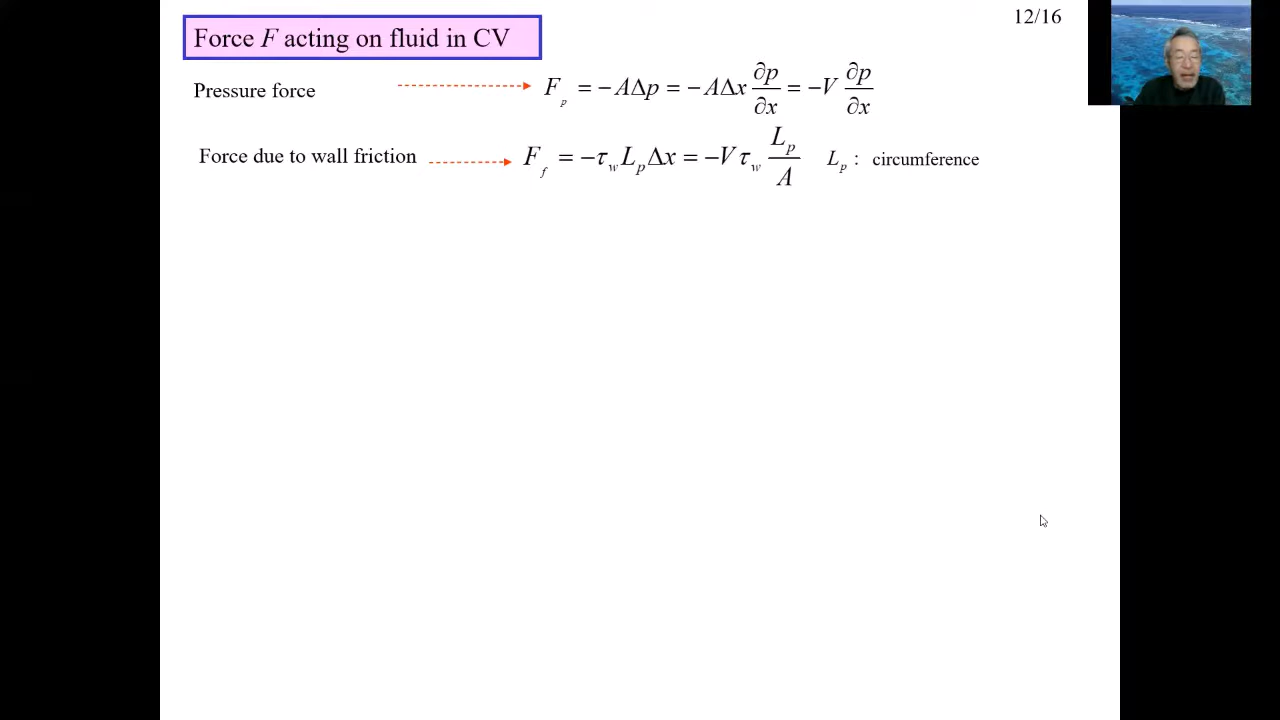 12/16
Force F acting on fluid in CV
Pressure force F_p = −AΔp = −AΔx ∂p/∂x = −V ∂p/∂x
Force due to wall friction F_f = −τ_w L_p Δx = −Vτ_w L_p/A L_p : circumference